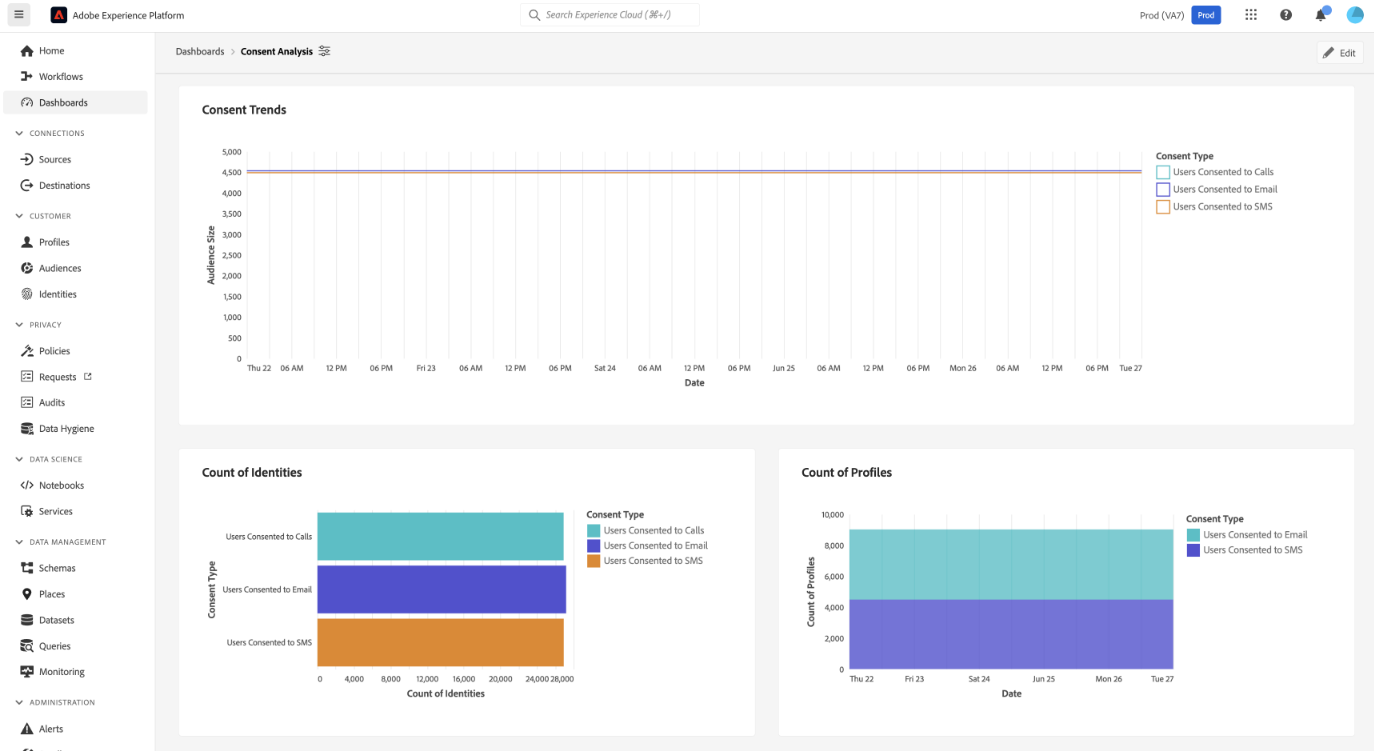 Adobe Experience Platform
Search Experience Cloud (⌘+/)
Prod (VA7)
Prod
Home
Workflows
Dashboards
CONNECTIONS
Sources
Destinations
CUSTOMER
Profiles
Audiences
Identities
PRIVACY
Policies
Requests
Audits
Data Hygiene
DATA SCIENCE
Notebooks
Services
DATA MANAGEMENT
Schemas
Places
Datasets
Queries
Monitoring
ADMINISTRATION
Alerts
Dashboards > Consent Analysis
Edit
Consent Trends
Audience Size
5,000
4,500
4,000
3,500
3,000
2,500
2,000
1,500
1,000
500
0
Thu 22 06 AM 12 PM 06 PM Fri 23 06 AM 12 PM 06 PM Sat 24 06 AM 12 PM 06 PM Jun 25 06 AM 12 PM 06 PM Mon 26 06 AM 12 PM 06 PM Tue 27
Date
Consent Type
Users Consented to Calls
Users Consented to Email
Users Consented to SMS
Count of Identities
Consent Type
Users Consented to Calls
Users Consented to Email
Users Consented to SMS
0 4,000 8,000 12,000 16,000 20,000 24,000 28,000
Count of Identities
Consent Type
Users Consented to Calls
Users Consented to Email
Users Consented to SMS
Count of Profiles
Count of Profiles
10,000
8,000
6,000
4,000
2,000
0
Thu 22 Fri 23 Sat 24 Jun 25 Mon 26 Tue 27
Date
Consent Type
Users Consented to Email
Users Consented to SMS